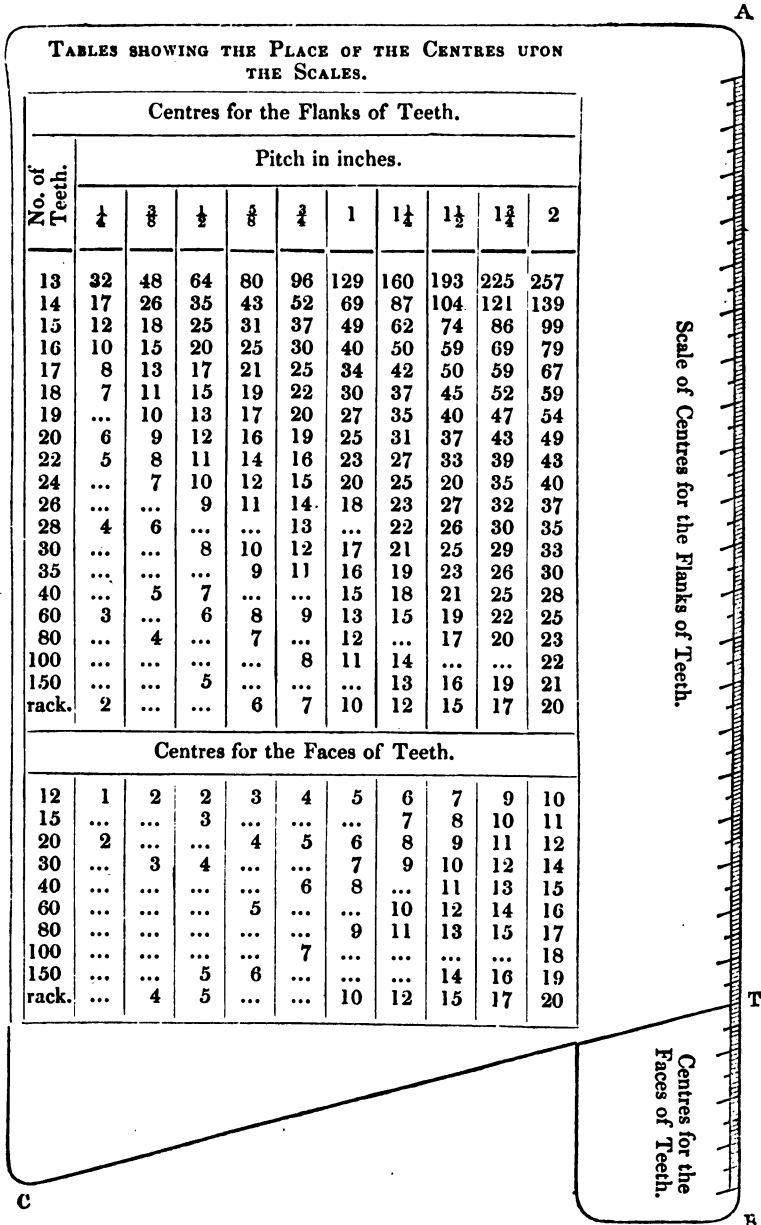 A
TABLES SHOWING THE PLACE OF THE CENTRES UPON
THE SCALES.
Centres for the Flanks of Teeth.
No. of Teeth.
Pitch in inches.
1/4 3/8 1/2 5/8 3/4 1 1 1/4 1 1/2 1 3/4 2
13 32 48 64 80 96 129 160 193 225 257
14 17 26 35 43 52 69 87 104 121 139
15 12 18 25 31 37 49 62 74 86 99
16 10 15 20 25 30 40 50 59 69 79
17 8 13 17 21 25 34 42 50 59 67
18 7 11 15 19 22 30 37 45 52 59
19 ... 10 13 17 20 27 35 40 47 54
20 6 9 12 16 19 25 31 37 43 49
22 5 8 11 14 16 23 27 33 39 43
24 ... 7 10 12 15 20 25 20 35 40
26 ... ... 9 11 14 18 23 27 32 37
28 4 6 ... ... 13 ... 22 26 30 35
30 ... ... 8 10 12 17 21 25 29 33
35 ... ... ... 9 11 16 19 23 26 30
40 ... 5 7 ... ... 15 18 21 25 28
60 3 ... 6 8 9 13 15 19 22 25
80 ... 4 ... 7 ... 12 ... 17 20 23
100 ... ... ... ... 8 11 14 ... ... 22
150 ... ... 5 ... ... ... 13 16 19 21
rack. 2 ... ... 6 7 10 12 15 17 20
Centres for the Faces of Teeth.
12 1 2 2 3 4 5 6 7 9 10
15 ... ... 3 ... ... ... 7 8 10 11
20 2 ... ... 4 5 6 8 9 11 12
30 ... 3 4 ... ... 7 9 10 12 14
40 ... ... ... ... 6 8 ... 11 13 15
60 ... ... ... 5 ... ... 10 12 14 16
80 ... ... ... ... ... 9 11 13 15 17
100 ... ... ... ... 7 ... ... ... ... 18
150 ... ... 5 6 ... ... ... 14 16 19
rack. ... 4 5 ... ... 10 12 15 17 20
Scale of Centres for the Flanks of Teeth.
T
Centres for the
Faces of Teeth.
C